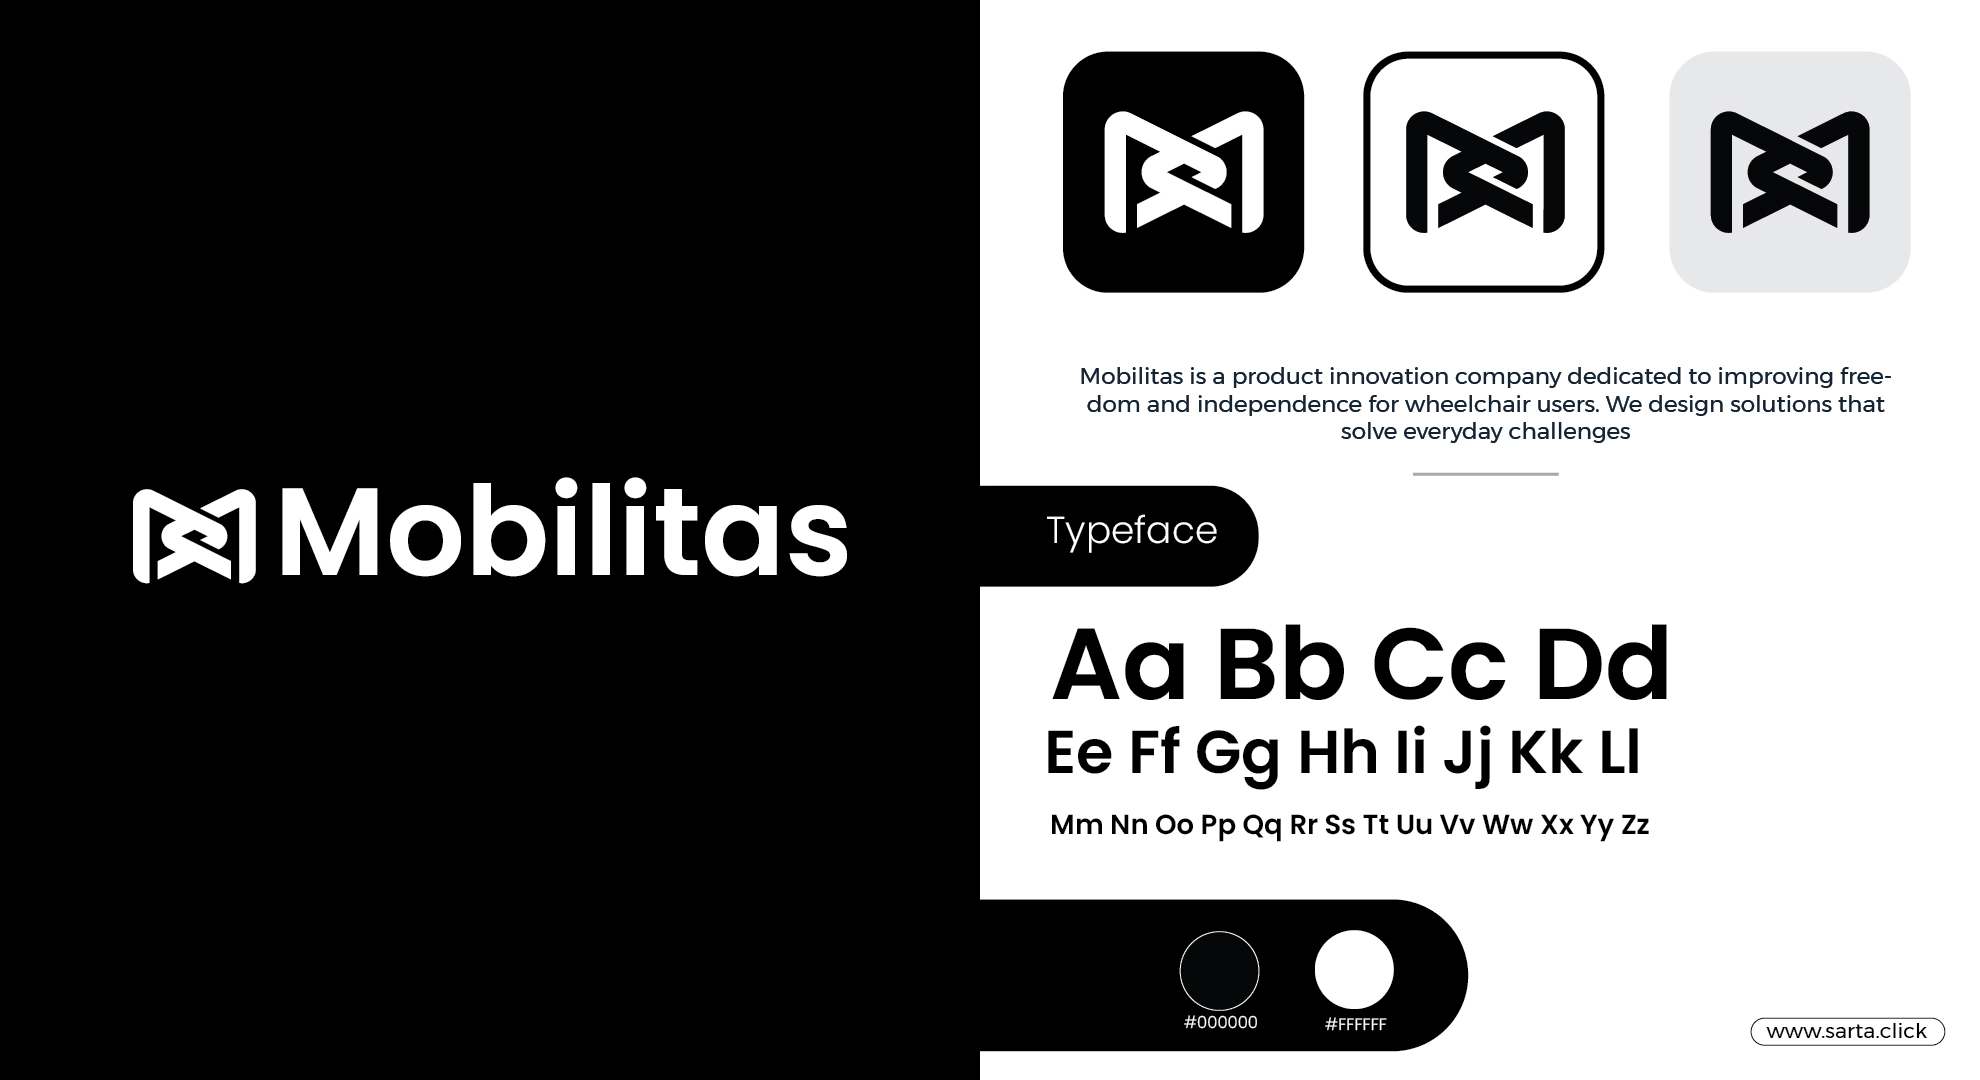 Mobilitas
Mobilitas is a product innovation company dedicated to improving free-
dom and independence for wheelchair users. We design solutions that
solve everyday challenges
Typeface
Aa Bb Cc Dd
Ee Ff Gg Hh Ii Jj Kk Ll
Mm Nn Oo Pp Qq Rr Ss Tt Uu Vv Ww Xx Yy Zz
#000000
#FFFFFF
www.sarta.click